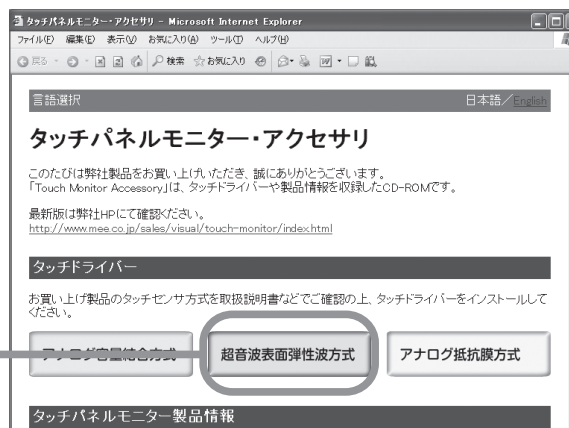 タッチパネルモニター・アクセサリ - Microsoft Internet Explorer
ファイル(F) 編集(E) 表示(V) お気に入り(A) ツール(T) ヘルプ(H)
戻る 検索 お気に入り
言語選択 日本語/English
タッチパネルモニター・アクセサリ
このたびは弊社製品をお買い上げいただき、誠にありがとうございます。
「Touch Monitor Accessory」は、タッチドライバーや製品情報を収録したCD-ROMです。
最新版は弊社HPにて確認ください。
http://www.mee.co.jp/sales/visual/touch-monitor/index.html
タッチドライバー
お買い上げ製品のタッチセンサ方式を取扱説明書などでご確認の上、タッチドライバーをインストールして
ください。
アナログ容量結合方式 超音波表面弾性波方式 アナログ抵抗膜方式
タッチパネルモニター製品情報